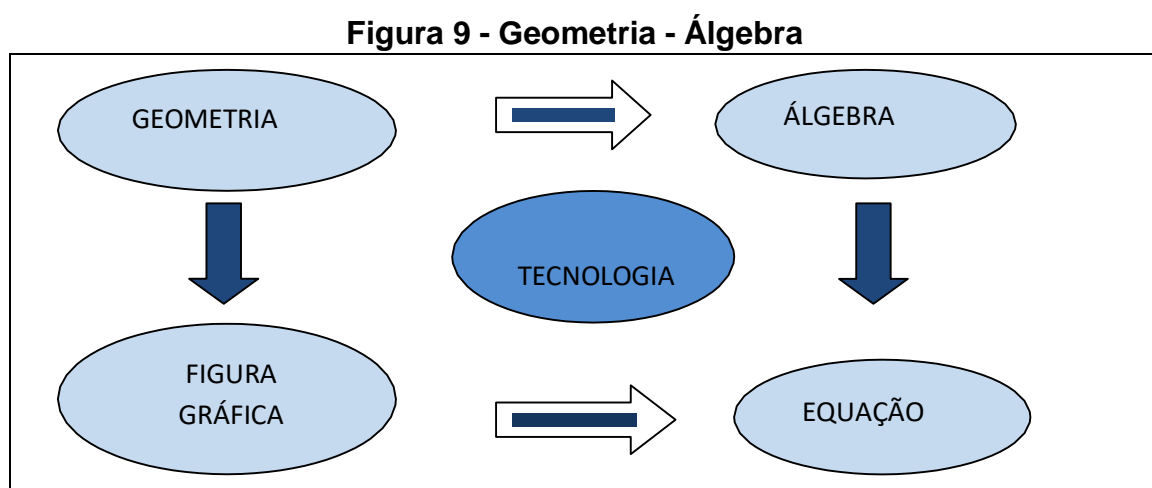 Figura 9 - Geometria - Álgebra
GEOMETRIA
ÁLGEBRA
TECNOLOGIA
FIGURA
GRÁFICA
EQUAÇÃO